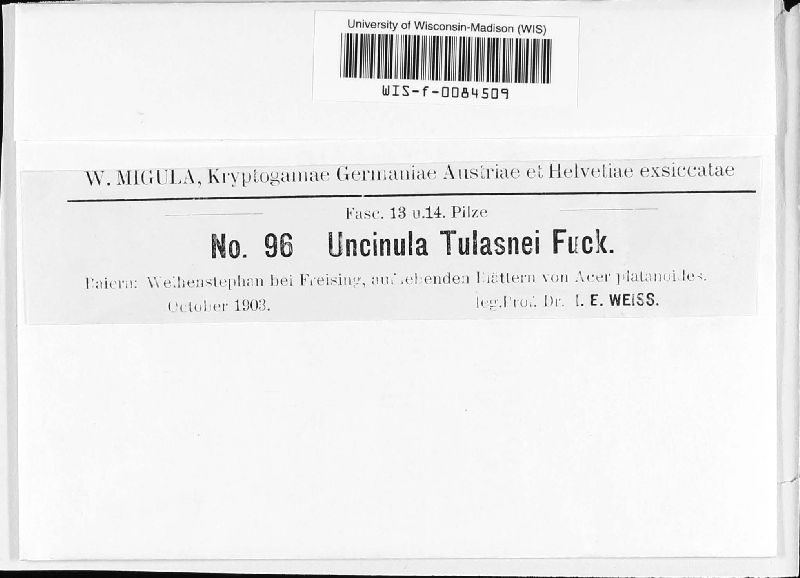 University of Wisconsin-Madison (WIS)
WIS-f-0084509
W. MIGULA, Kryptogamae Germaniae Austriae et Helvetiae exsiccatae
Fasc. 13 u.14. Pilze
No. 96 Uncinula Tulasnei Fuck.
Baiern: Weihenstephan bei Freising, auf lebenden Blättern von Acer platanoides.
October 1903. leg. Prof. Dr. I. E. WEISS.